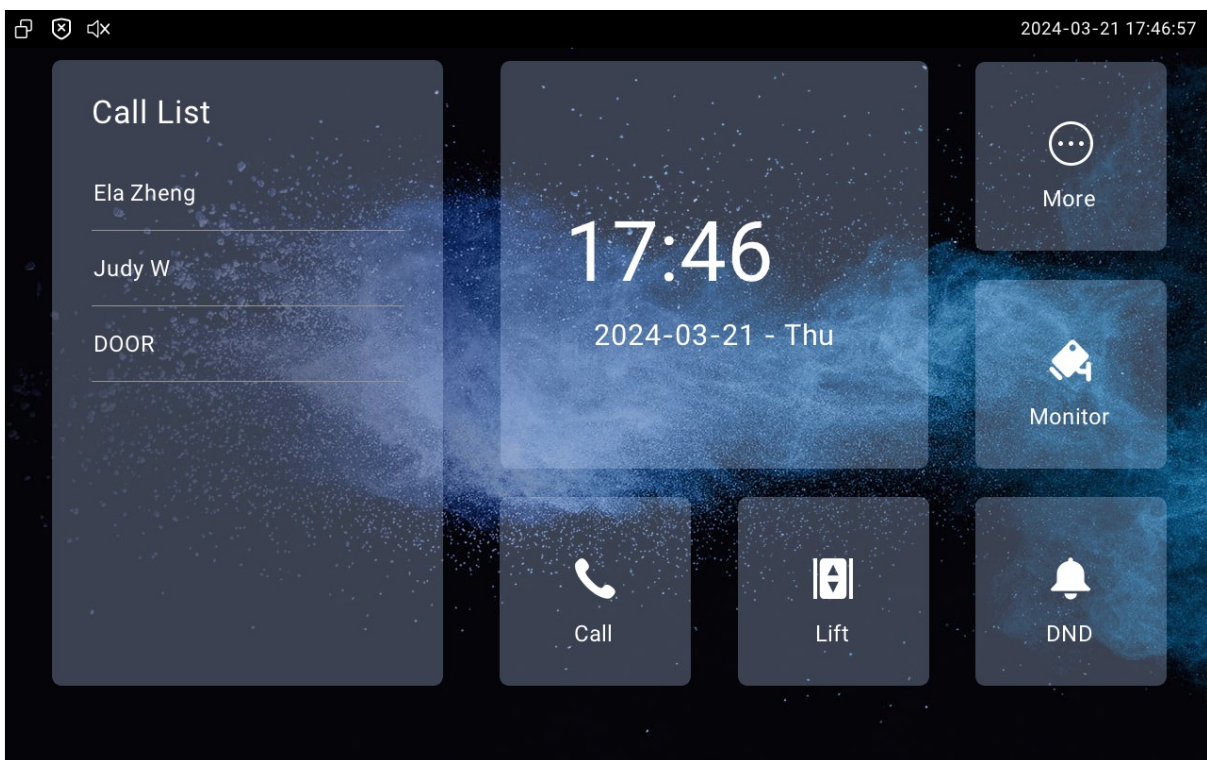 2024-03-21 17:46:57
Call List
Ela Zheng
Judy W
DOOR
17:46
2024-03-21 - Thu
More
Monitor
Call
Lift
DND